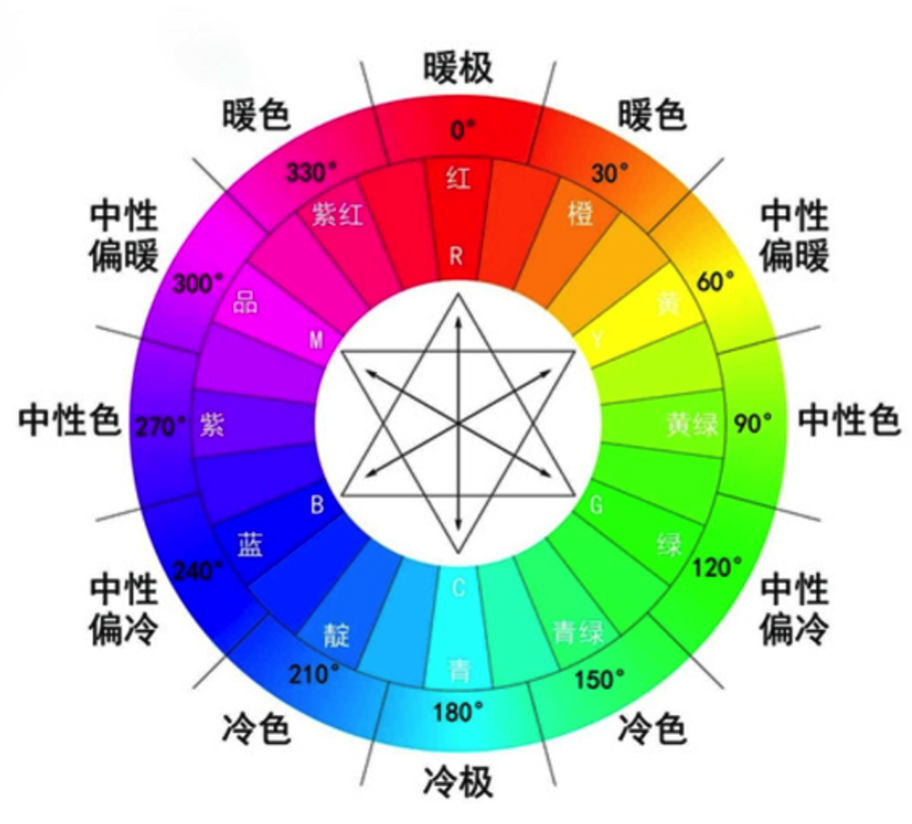 暖极
暖色
暖色
0°
330°
30°
红
紫红
橙
中性
偏暖
中性
偏暖
R
300°
60°
品
黄
M
Y
中性色
270°
紫
黄绿
90°
中性色
B
G
蓝
绿
240°
120°
中性
偏冷
中性
偏冷
C
靛
青绿
青
210°
150°
180°
冷色
冷色
冷极